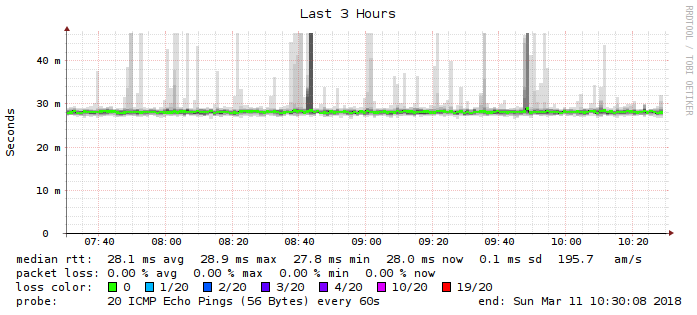 Last 3 Hours
RRDTOOL / TOBI OETIKER
Seconds
40 m
30 m
20 m
10 m
0
07:40 08:00 08:20 08:40 09:00 09:20 09:40 10:00 10:20
median rtt: 28.1 ms avg 28.9 ms max 27.8 ms min 28.0 ms now 0.1 ms sd 195.7 am/s
packet loss: 0.00 % avg 0.00 % max 0.00 % min 0.00 % now
loss color: 0 1/20 2/20 3/20 4/20 10/20 19/20
probe: 20 ICMP Echo Pings (56 Bytes) every 60s end: Sun Mar 11 10:30:08 2018